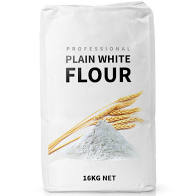 PROFESSIONAL
PLAIN WHITE
FLOUR
16KG NET